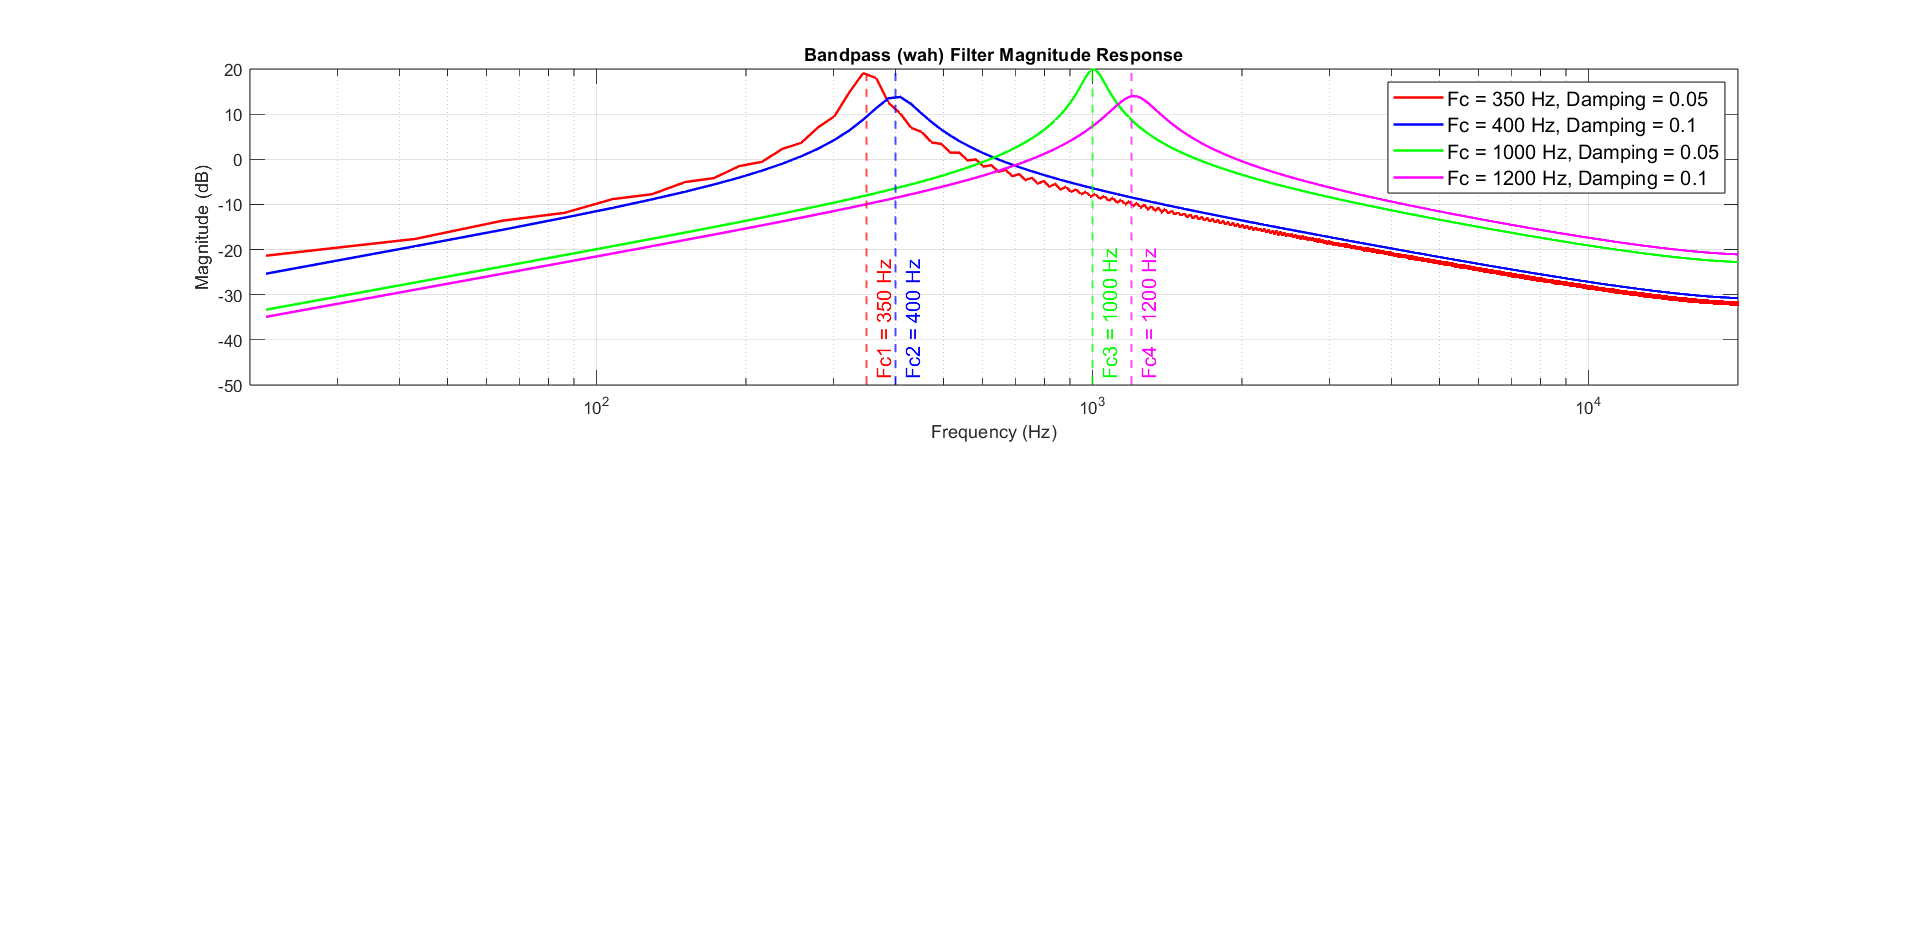 Bandpass (wah) Filter Magnitude Response
Magnitude (dB)
20
10
0
-10
-20
-30
-40
-50
Fc = 350 Hz, Damping = 0.05
Fc = 400 Hz, Damping = 0.1
Fc = 1000 Hz, Damping = 0.05
Fc = 1200 Hz, Damping = 0.1
Fc1 = 350 Hz
Fc2 = 400 Hz
Fc3 = 1000 Hz
Fc4 = 1200 Hz
10²
10³
10⁴
Frequency (Hz)